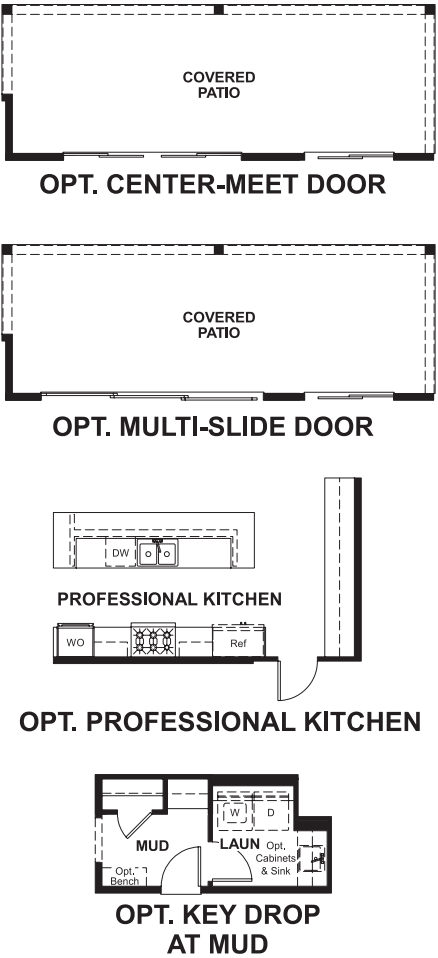 COVERED
PATIO
OPT. CENTER-MEET DOOR
COVERED
PATIO
OPT. MULTI-SLIDE DOOR
DW
PROFESSIONAL KITCHEN
WO
Ref
OPT. PROFESSIONAL KITCHEN
W
D
MUD
LAUN
Opt.
Cabinets
& Sink
Opt.
Bench
OPT. KEY DROP
AT MUD